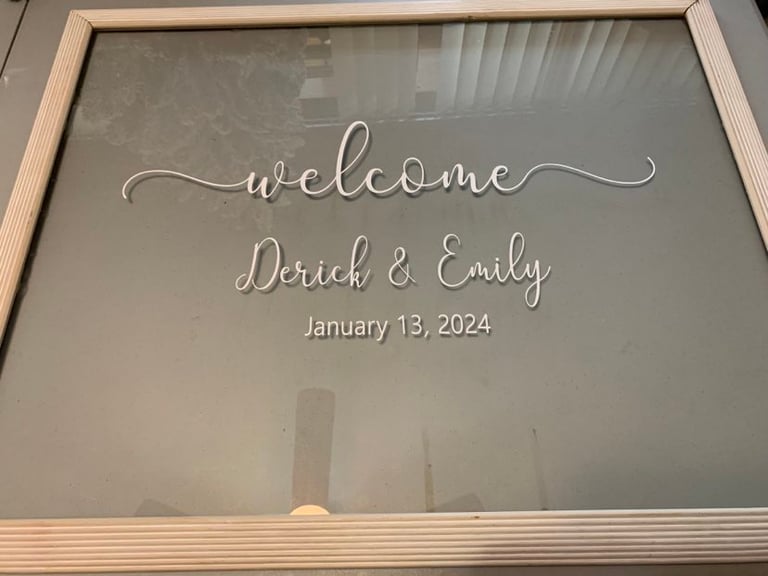 welcome
Derick & Emily
January 13, 2024